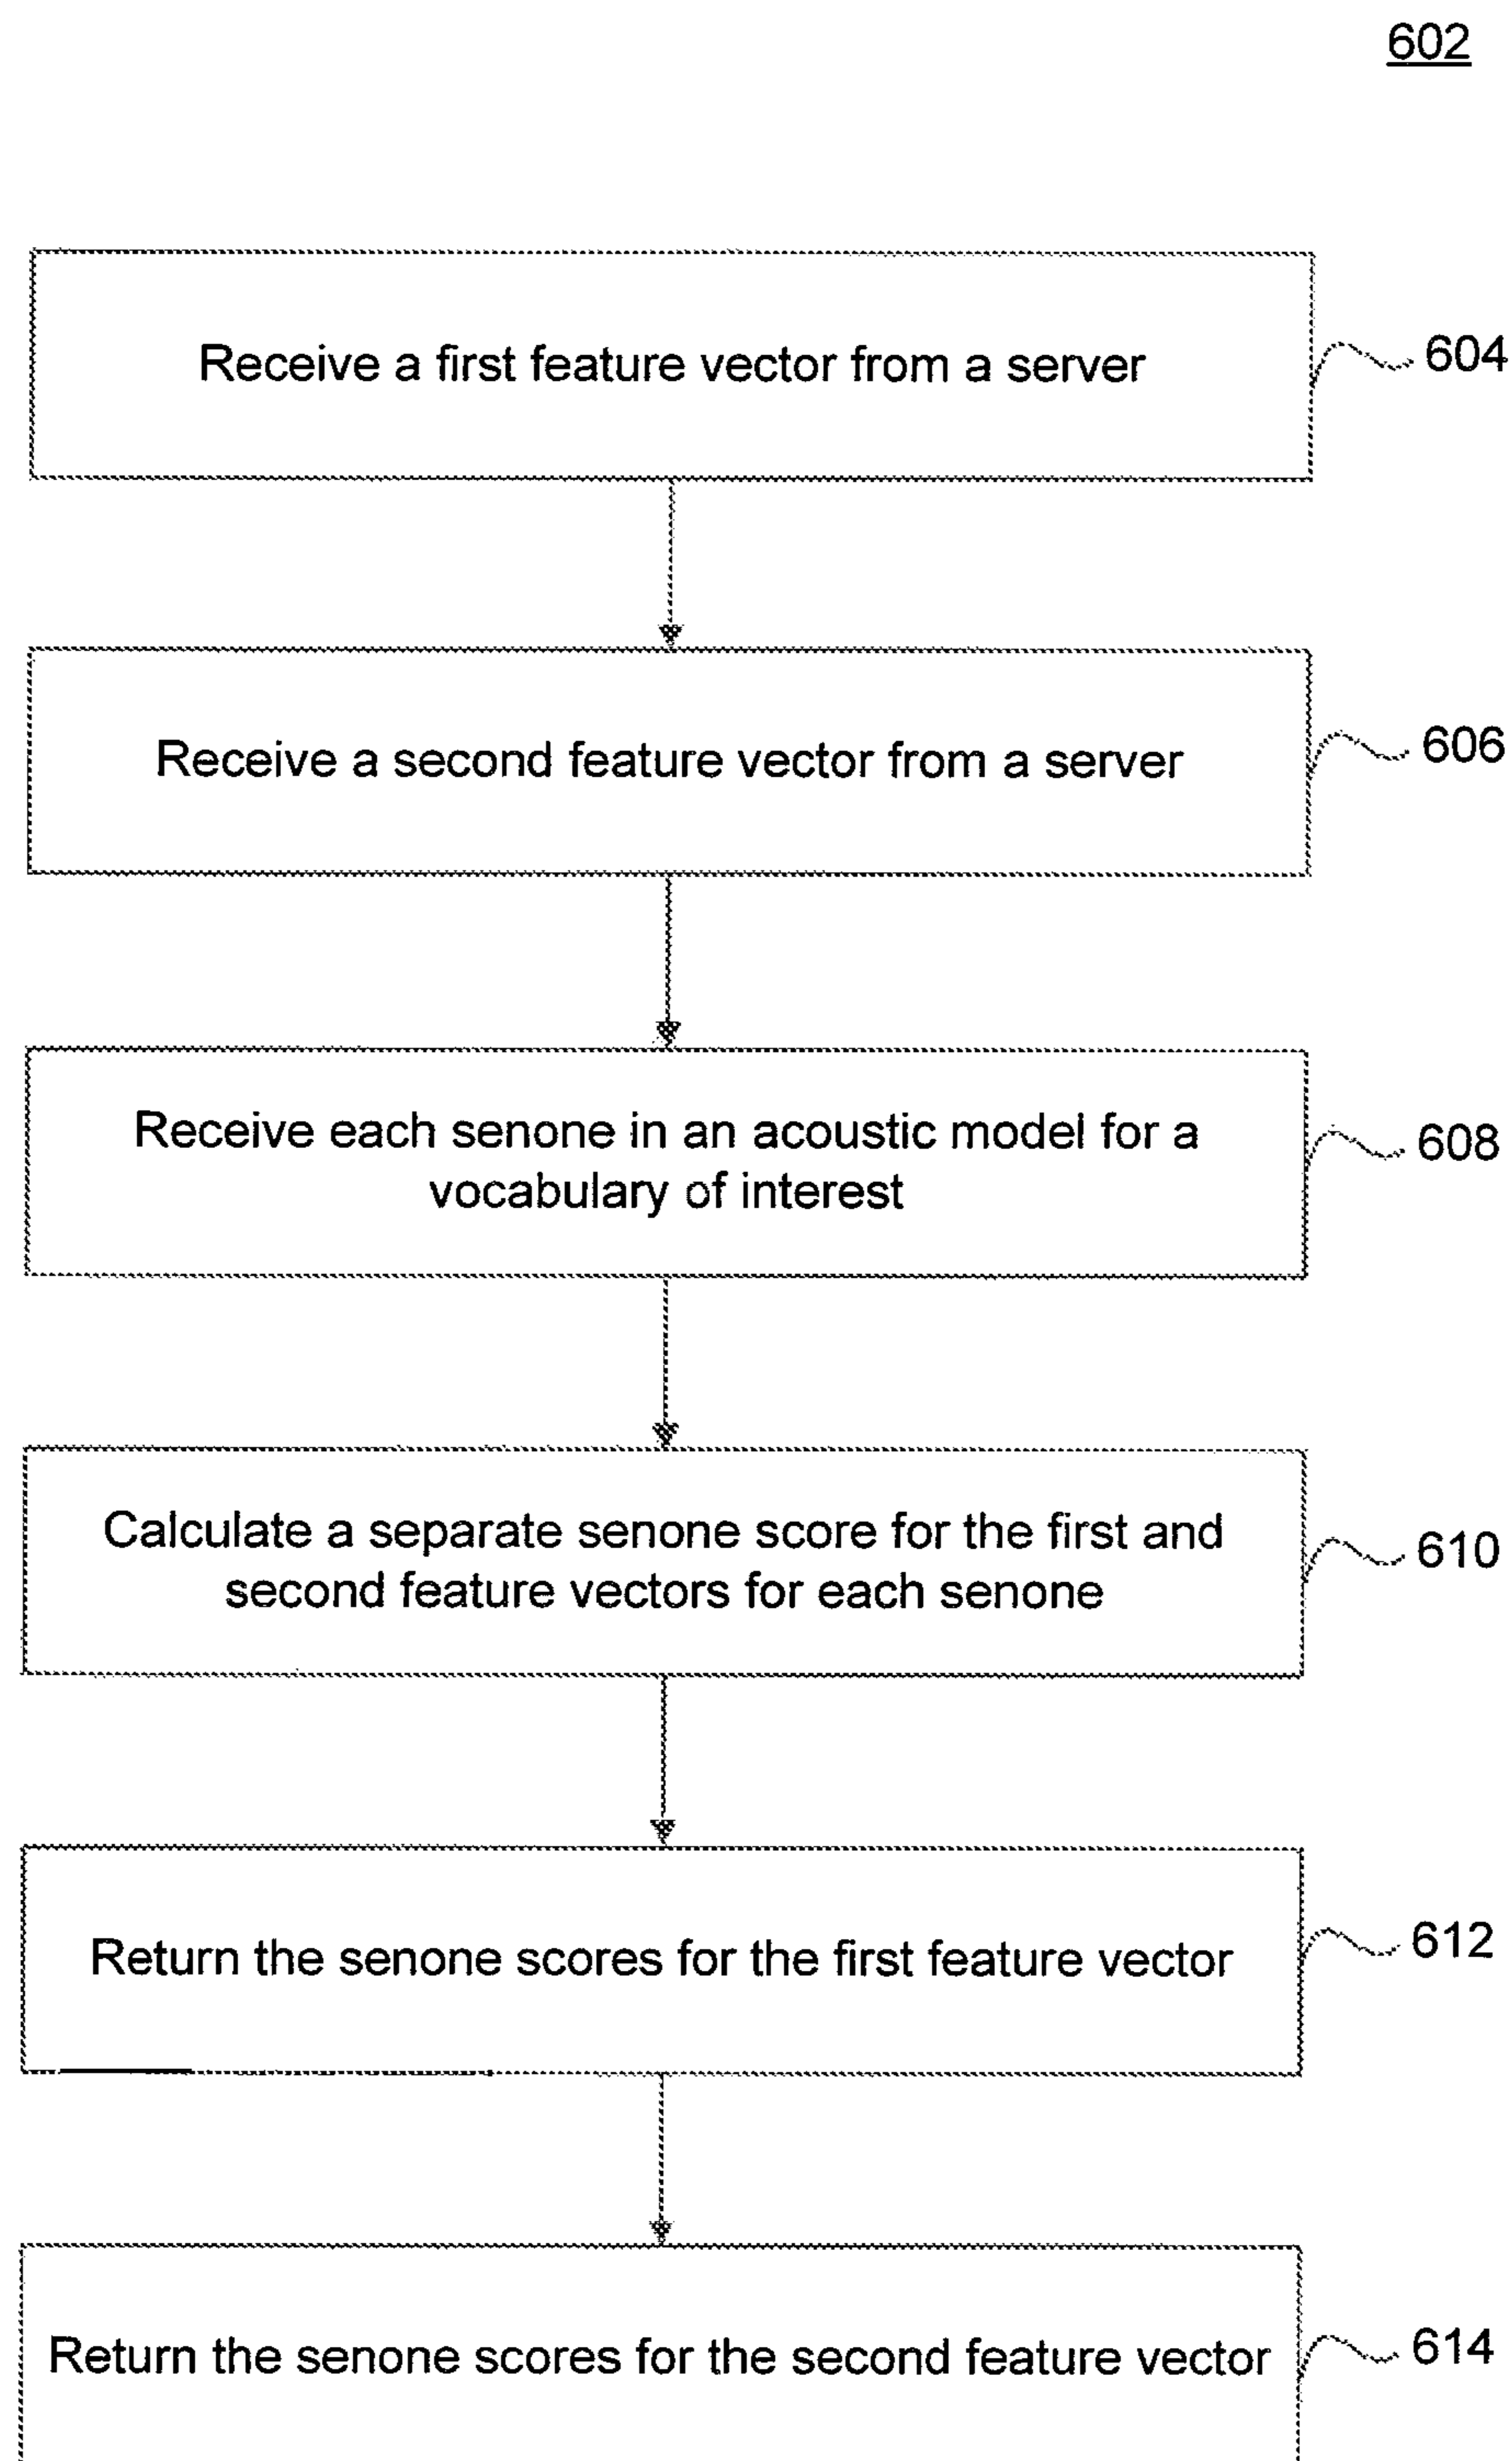 602
Receive a first feature vector from a server
604
Receive a second feature vector from a server
606
Receive each senone in an acoustic model for a
vocabulary of interest
608
Calculate a separate senone score for the first and
second feature vectors for each senone
610
Return the senone scores for the first feature vector
612
Return the senone scores for the second feature vector
614